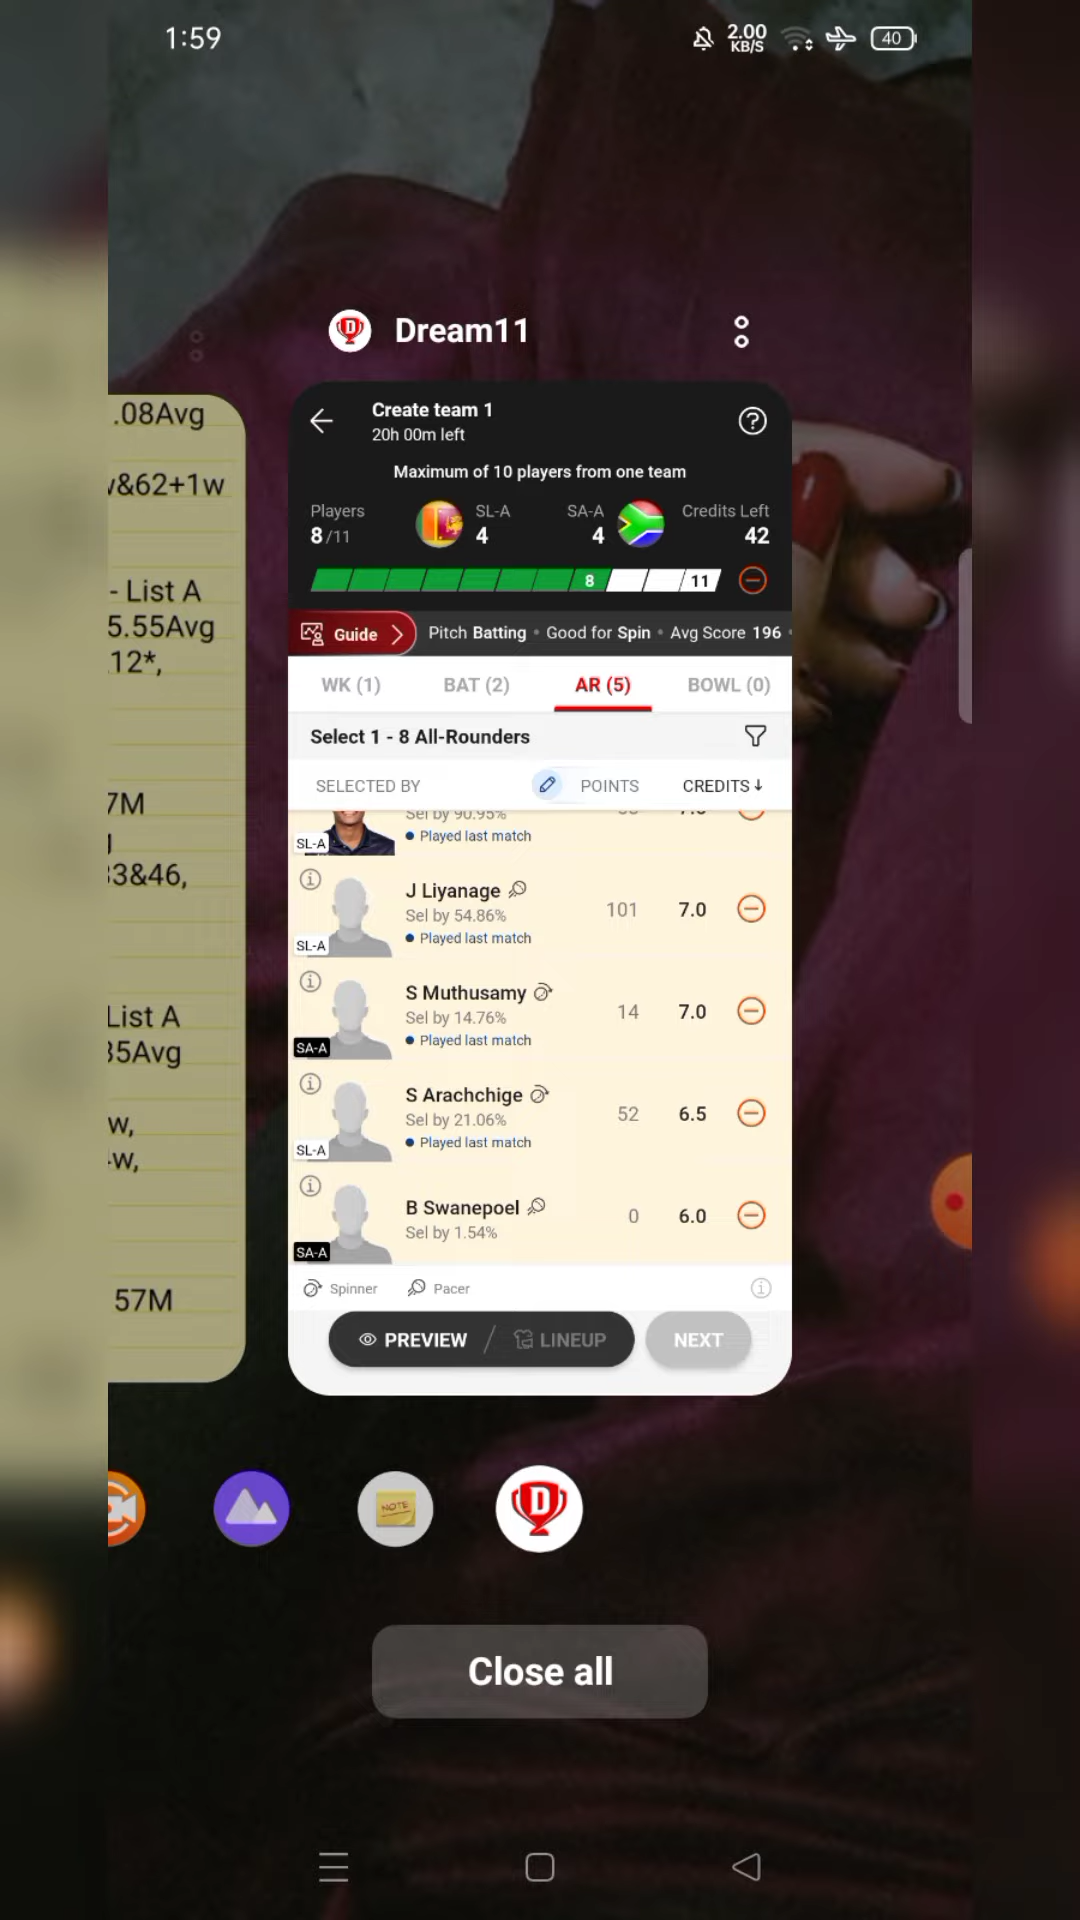 1:59
2.00
KB/S
40
Dream11
.08Avg
&62+1w
- List A
5.55Avg
12*,
7M
33&46,
List A
35Avg
w,
w,
57M
Create team 1
20h 00m left
Maximum of 10 players from one team
Players
8/11
SL-A
4
SA-A
4
Credits Left
42
8
11
Guide
Pitch Batting • Good for Spin • Avg Score 196
WK (1)
BAT (2)
AR (5)
BOWL (0)
Select 1 - 8 All-Rounders
SELECTED BY
POINTS
CREDITS↓
SL-A
Sel by 90.95%
• Played last match
J Liyanage
Sel by 54.86%
• Played last match
SL-A
101
7.0
S Muthusamy
Sel by 14.76%
• Played last match
SA-A
14
7.0
S Arachchige
Sel by 21.06%
• Played last match
SL-A
52
6.5
B Swanepoel
Sel by 1.54%
SA-A
0
6.0
Spinner
Pacer
PREVIEW / LINEUP
NEXT
NOTE
D
Close all